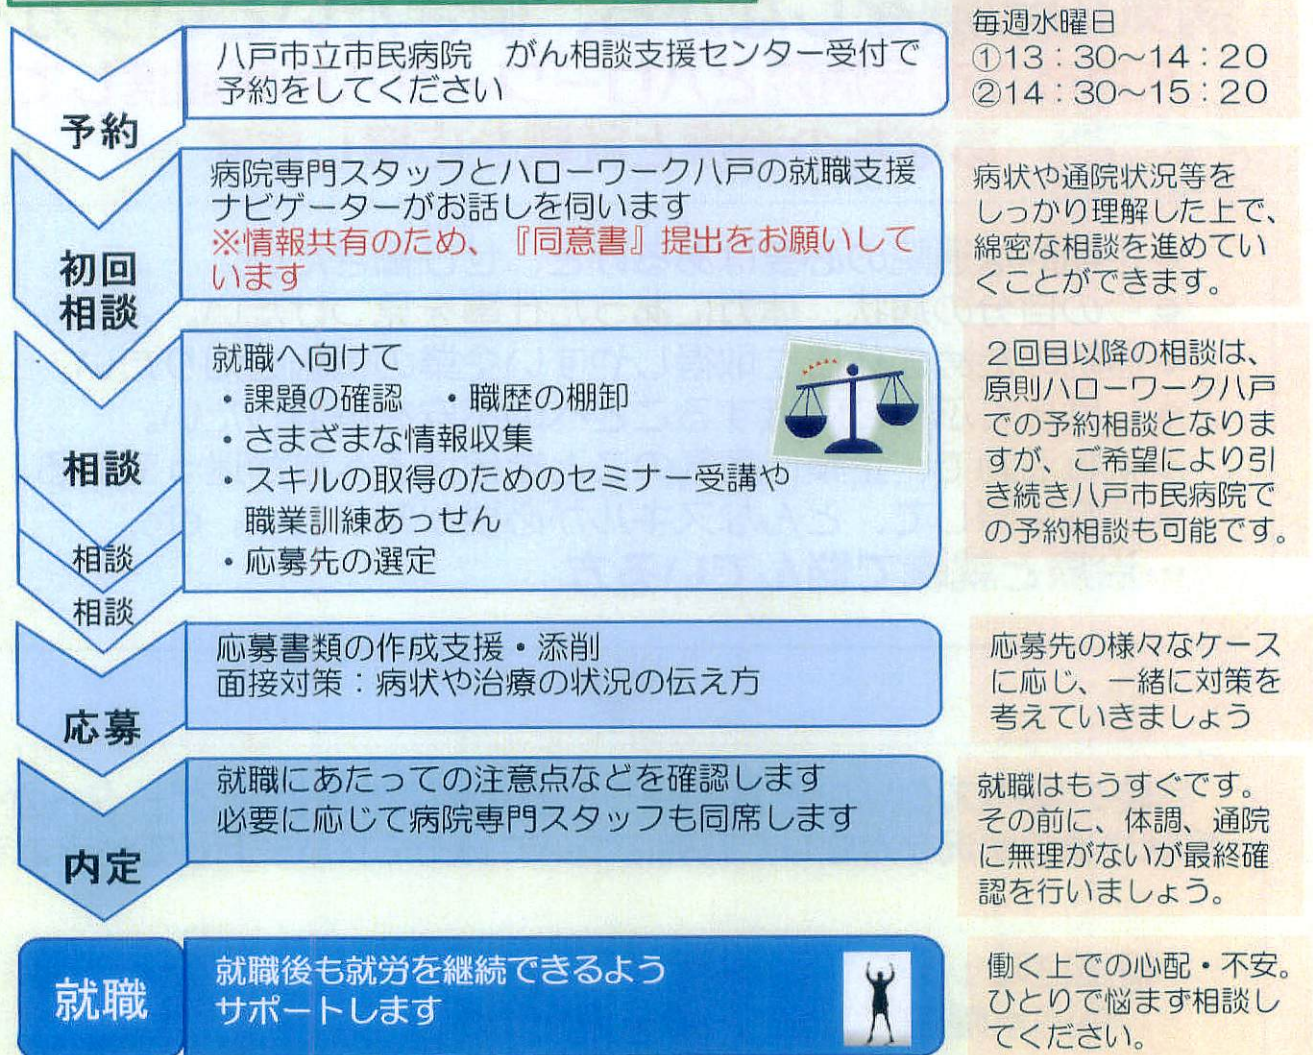 予約
八戸市立市民病院　がん相談支援センター受付で
予約をしてください
毎週水曜日
①13：30～14：20
②14：30～15：20
初回
相談
病院専門スタッフとハローワーク八戸の就職支援
ナビゲーターがお話しを伺います
※情報共有のため、『同意書』提出をお願いして
います
病状や通院状況等を
しっかり理解した上で、
綿密な相談を進めてい
くことができます。
相談
相談
相談
就職へ向けて
・課題の確認　・職歴の棚卸
・さまざまな情報収集
・スキルの取得のためのセミナー受講や
職業訓練あっせん
・応募先の選定
２回目以降の相談は、
原則ハローワーク八戸
での予約相談となりま
すが、ご希望により引
き続き八戸市民病院で
の予約相談も可能です。
応募
応募書類の作成支援・添削
面接対策：病状や治療の状況の伝え方
応募先の様々なケース
に応じ、一緒に対策を
考えていきましょう
内定
就職にあたっての注意点などを確認します
必要に応じて病院専門スタッフも同席します
就職はもうすぐです。
その前に、体調、通院
に無理がないが最終確
認を行いましょう。
就職
就職後も就労を継続できるよう
サポートします
働く上での心配・不安。
ひとりで悩まず相談し
てください。